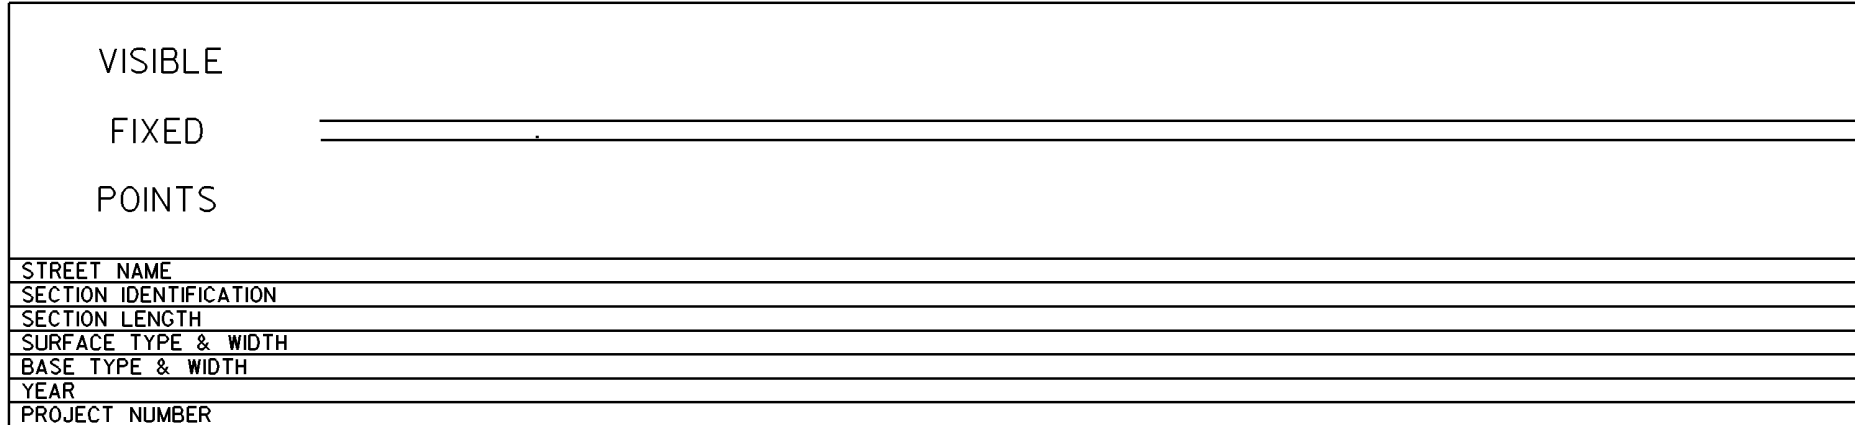 VISIBLE
FIXED
POINTS
STREET NAME
SECTION IDENTIFICATION
SECTION LENGTH
SURFACE TYPE & WIDTH
BASE TYPE & WIDTH
YEAR
PROJECT NUMBER